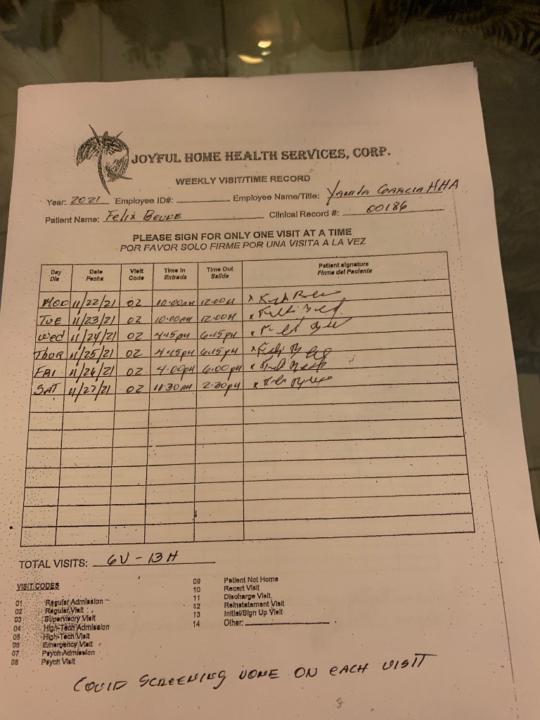 JOYFUL HOME HEALTH SERVICES, CORP.
WEEKLY VISIT/TIME RECORD
Year: 2021 Employee ID#: Employee Name/Title: Yamila Garcia HHA
Patient Name: Felix Clinical Record #: 00186
PLEASE SIGN FOR ONLY ONE VISIT AT A TIME
POR FAVOR SOLO FIRME POR UNA VISITA A LA VEZ
Day Date Visit Time In Time Out Patient signature
Dia Fecha Code Entrada Salida Firma del Paciente
MOO 11/22/21 02 10:00AM 12:00 x
TUE 11/23/21 02 10:00AM 12:00 x
Wed 11/24/21 02 4:45PM 6:45PM x
Thur 11/25/21 02 6:15PM x
FRI 11/26/21 02 4:00PM 6:00PM x
SAT 11/27/21 02 11:30AM 2:30PM x
TOTAL VISITS: 6V - 13H
VISIT CODES
01 Regular Admission
02 Regular Visit
03 Supervisory Visit
04 High-Tech Admission
05 High-Tech Visit
06 Emergency Visit
07 Psych Admission
08 Psych Visit
09 Patient Not Home
10 Recert Visit
11 Discharge Visit
12 Reinstatement Visit
13 Initial/Sign Up Visit
14 Other:
COVID SCREENING DONE ON EACH VISIT